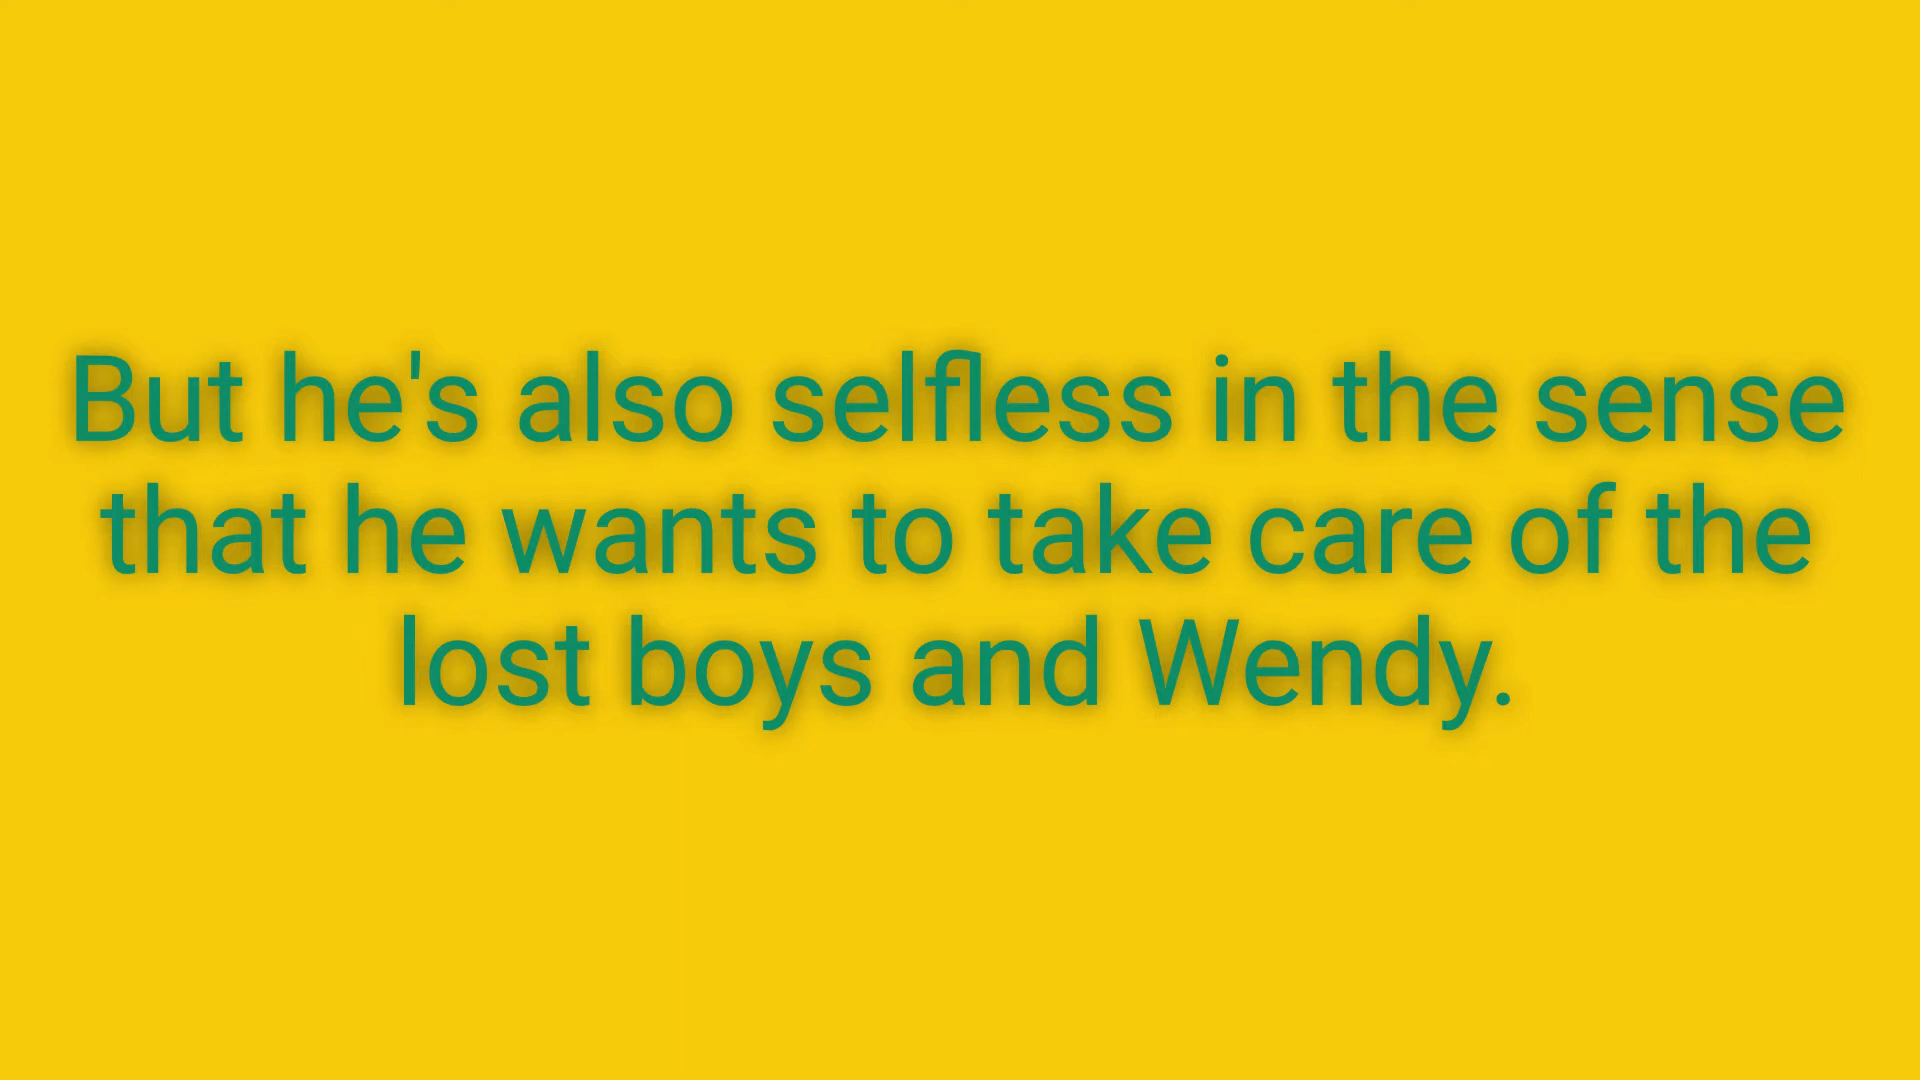 But he's also selfless in the sense
that he wants to take care of the
lost boys and Wendy.